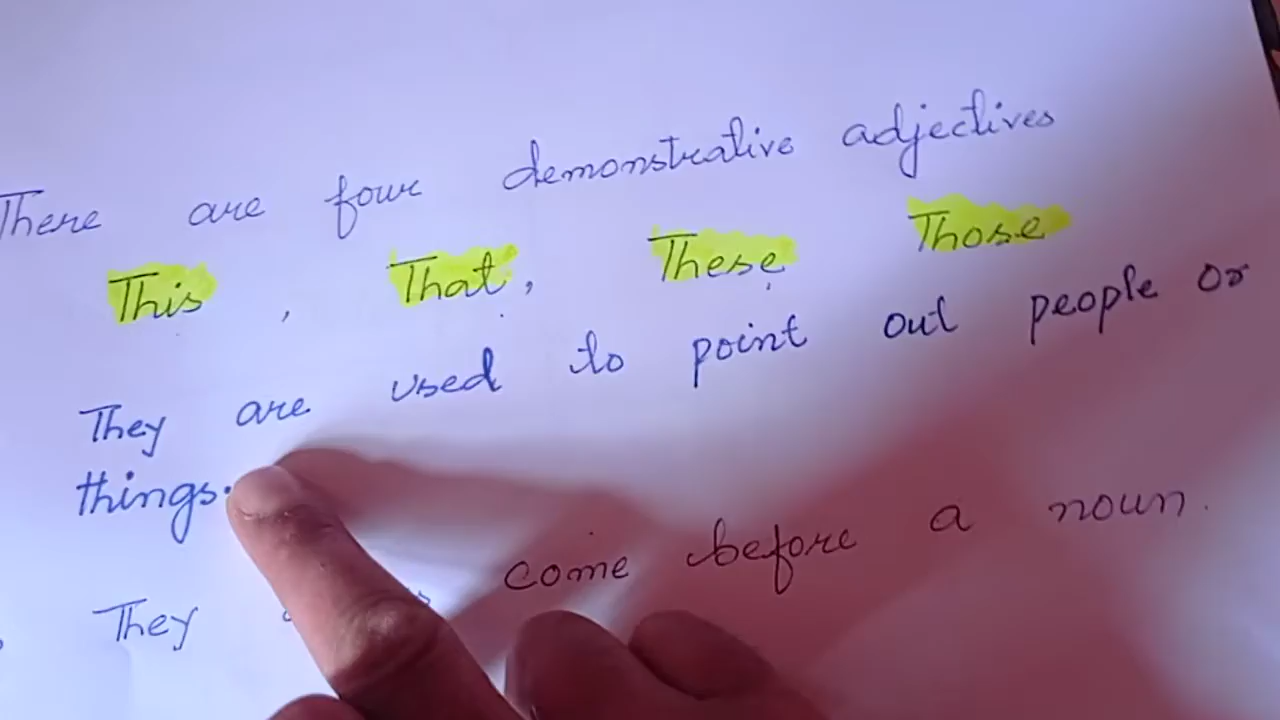 There are four demonstrative adjectives
This , That , These , Those
They are used to point out people or
things.
They come before a noun.